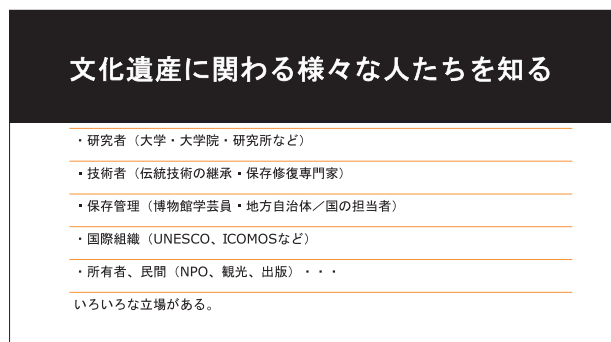 文化遺産に関わる様々な人たちを知る
・研究者（大学・大学院・研究所など）
▪技術者（伝統技術の継承▪保存修復専門家）
▪保存管理（博物館学芸員▪地方自治体／国の担当者）
・国際組織（UNESCO、ICOMOSなど）
・所有者、民間（NPO、観光、出版）・・・
いろいろな立場がある。